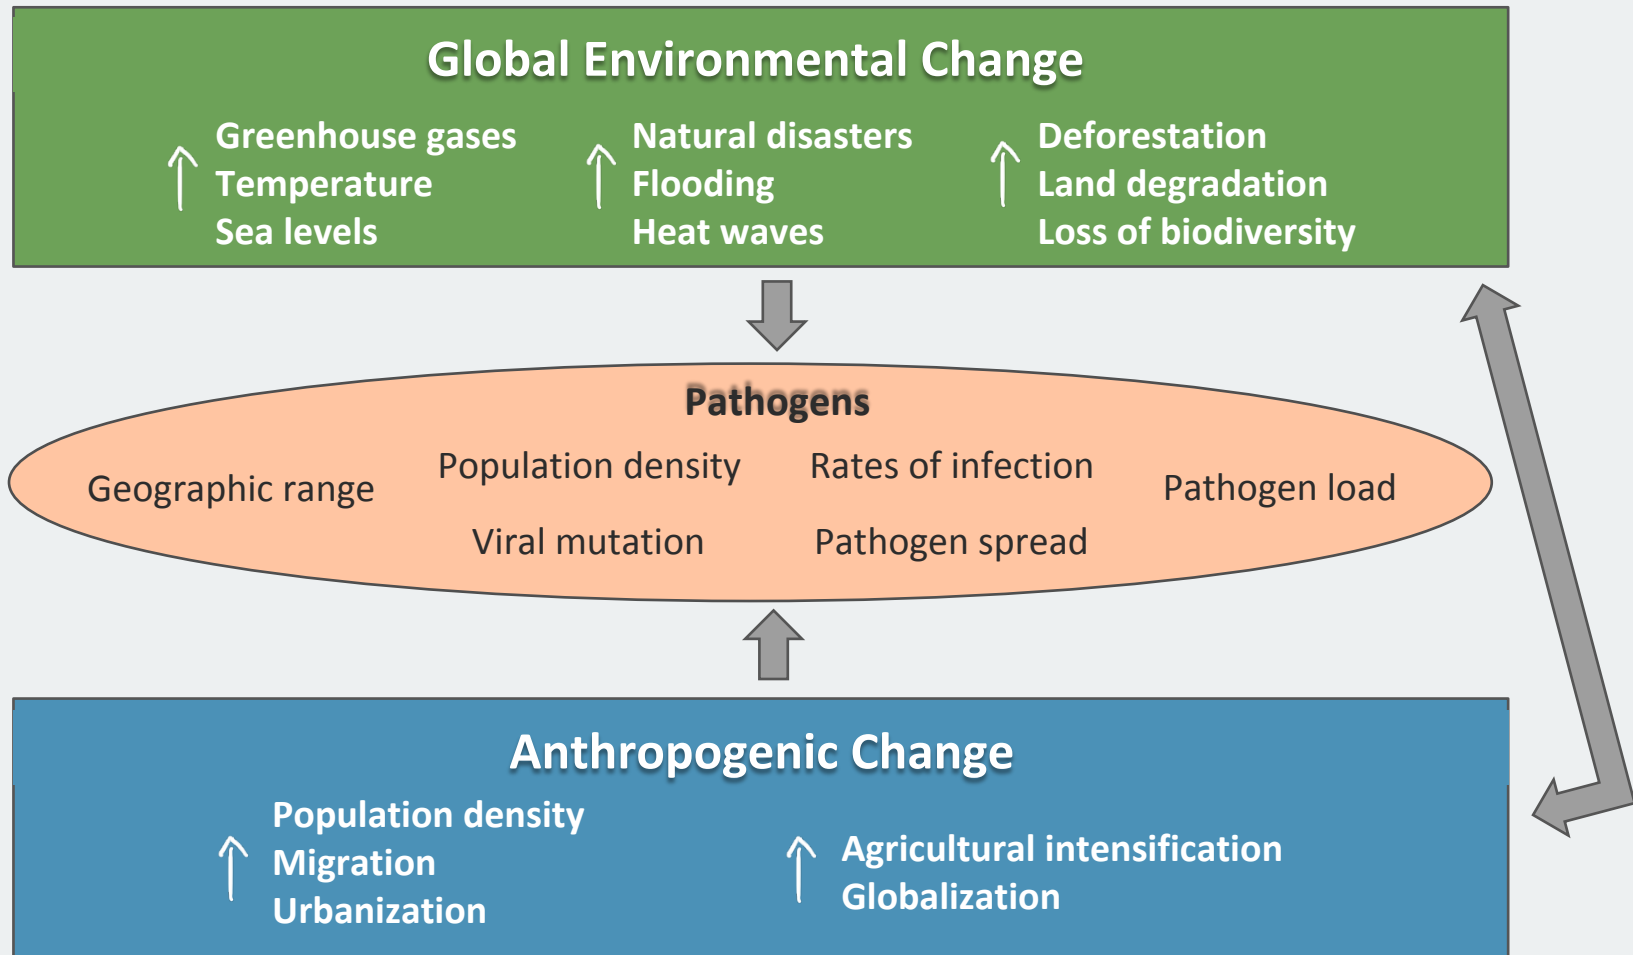 Global Environmental Change
Greenhouse gases
Temperature
Sea levels
Natural disasters
Flooding
Heat waves
Deforestation
Land degradation
Loss of biodiversity
Pathogens
Geographic range
Population density
Viral mutation
Rates of infection
Pathogen spread
Pathogen load
Anthropogenic Change
Population density
Migration
Urbanization
Agricultural intensification
Globalization